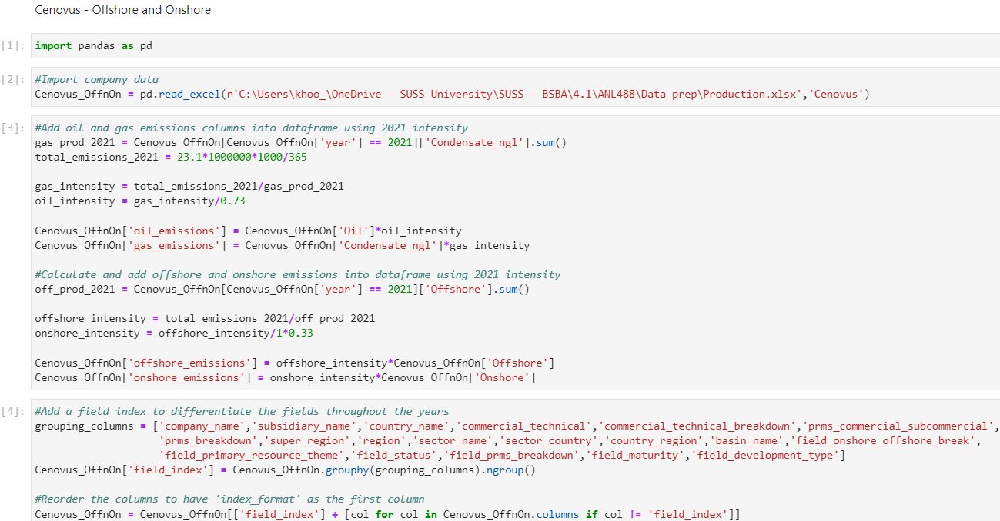 Cenovus - Offshore and Onshore
[1]: import pandas as pd
[2]: #Import company data
Cenovus_OffnOn = pd.read_excel(r'C:\Users\khoo_\OneDrive - SUSS University\SUSS - BSBA\4.1\ANL488\Data prep\Production.xlsx','Cenovus')
[3]: #Add oil and gas emissions columns into dataframe using 2021 intensity
gas_prod_2021 = Cenovus_OffnOn[Cenovus_OffnOn['year'] == 2021]['Condensate_ngl'].sum()
total_emissions_2021 = 23.1*1000000*1000/365
gas_intensity = total_emissions_2021/gas_prod_2021
oil_intensity = gas_intensity/0.73
Cenovus_OffnOn['oil_emissions'] = Cenovus_OffnOn['Oil']*oil_intensity
Cenovus_OffnOn['gas_emissions'] = Cenovus_OffnOn['Condensate_ngl']*gas_intensity
#Calculate and add offshore and onshore emissions into dataframe using 2021 intensity
off_prod_2021 = Cenovus_OffnOn[Cenovus_OffnOn['year'] == 2021]['Offshore'].sum()
offshore_intensity = total_emissions_2021/off_prod_2021
onshore_intensity = offshore_intensity/1*0.33
Cenovus_OffnOn['offshore_emissions'] = offshore_intensity*Cenovus_OffnOn['Offshore']
Cenovus_OffnOn['onshore_emissions'] = onshore_intensity*Cenovus_OffnOn['Onshore']
[4]: #Add a field index to differentiate the fields throughout the years
grouping_columns = ['company_name','subsidiary_name','country_name','commercial_technical','commercial_technical_breakdown','prms_commercial_subcommercial',
'prms_breakdown','super_region','region','sector_name','sector_country','country_region','basin_name','field_onshore_offshore_break',
'field_primary_resource_theme','field_status','field_prms_breakdown','field_maturity','field_development_type']
Cenovus_OffnOn['field_index'] = Cenovus_OffnOn.groupby(grouping_columns).ngroup()
#Reorder the columns to have 'index_format' as the first column
Cenovus_OffnOn = Cenovus_OffnOn[['field_index'] + [col for col in Cenovus_OffnOn.columns if col != 'field_index']]